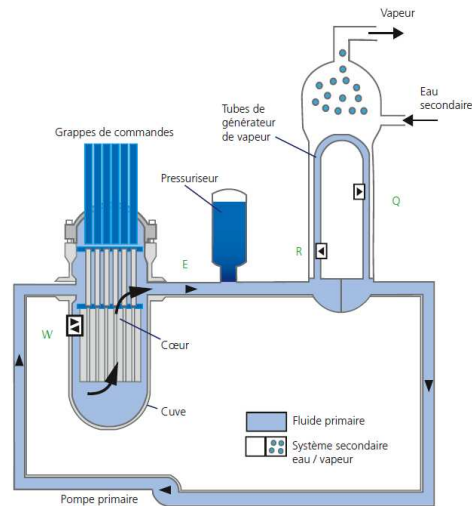 Vapeur
Eau
secondaire
Tubes de
générateur
de vapeur
Grappes de commandes
Pressuriseur
Q
R
E
W
Cœur
Cuve
Fluide primaire
Système secondaire
eau / vapeur
Pompe primaire